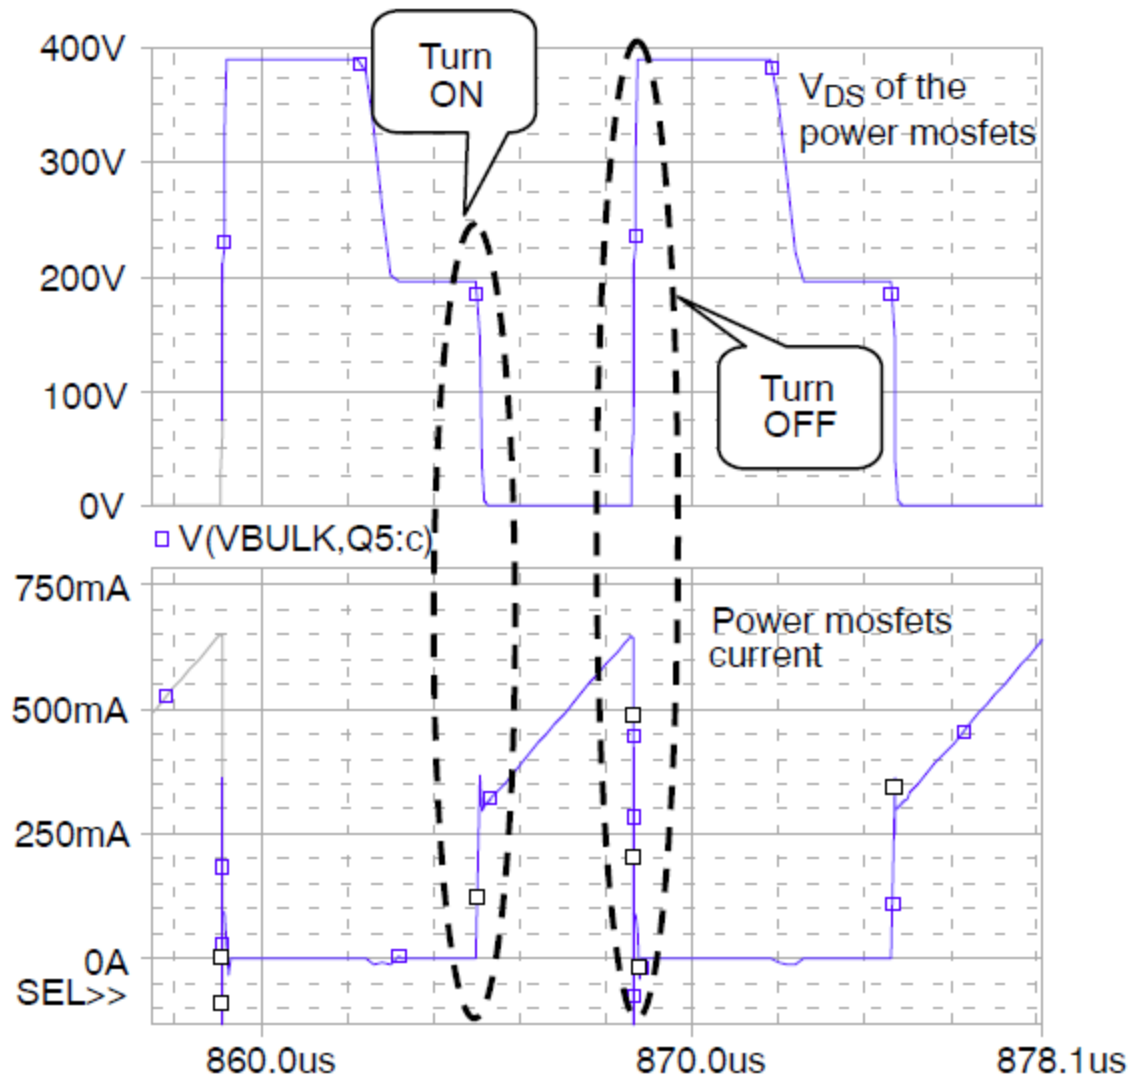 400V
Turn
ON
VDS of the
power mosfets
300V
200V
Turn
OFF
100V
0V
V(VBULK,Q5:c)
750mA
Power mosfets
current
500mA
250mA
0A
SEL>>
860.0us
870.0us
878.1us